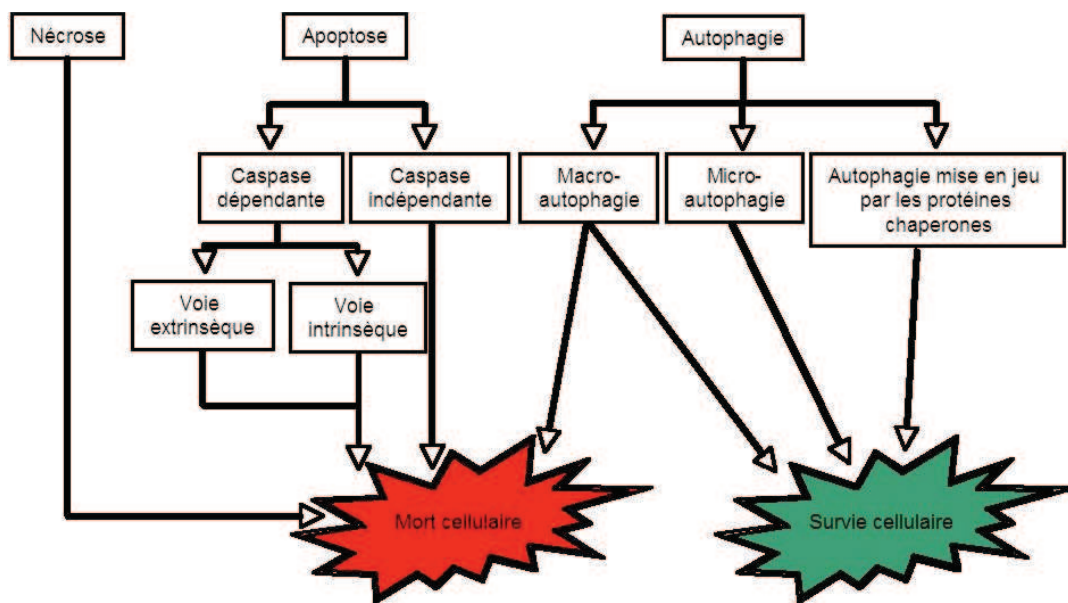 Nécrose
Apoptose
Autophagie
Caspase
dépendante
Caspase
indépendante
Macro-
autophagie
Micro-
autophagie
Autophagie mise en jeu
par les protéines
chaperones
Voie
extrinsèque
Voie
intrinsèque
Mort cellulaire
Survie cellulaire